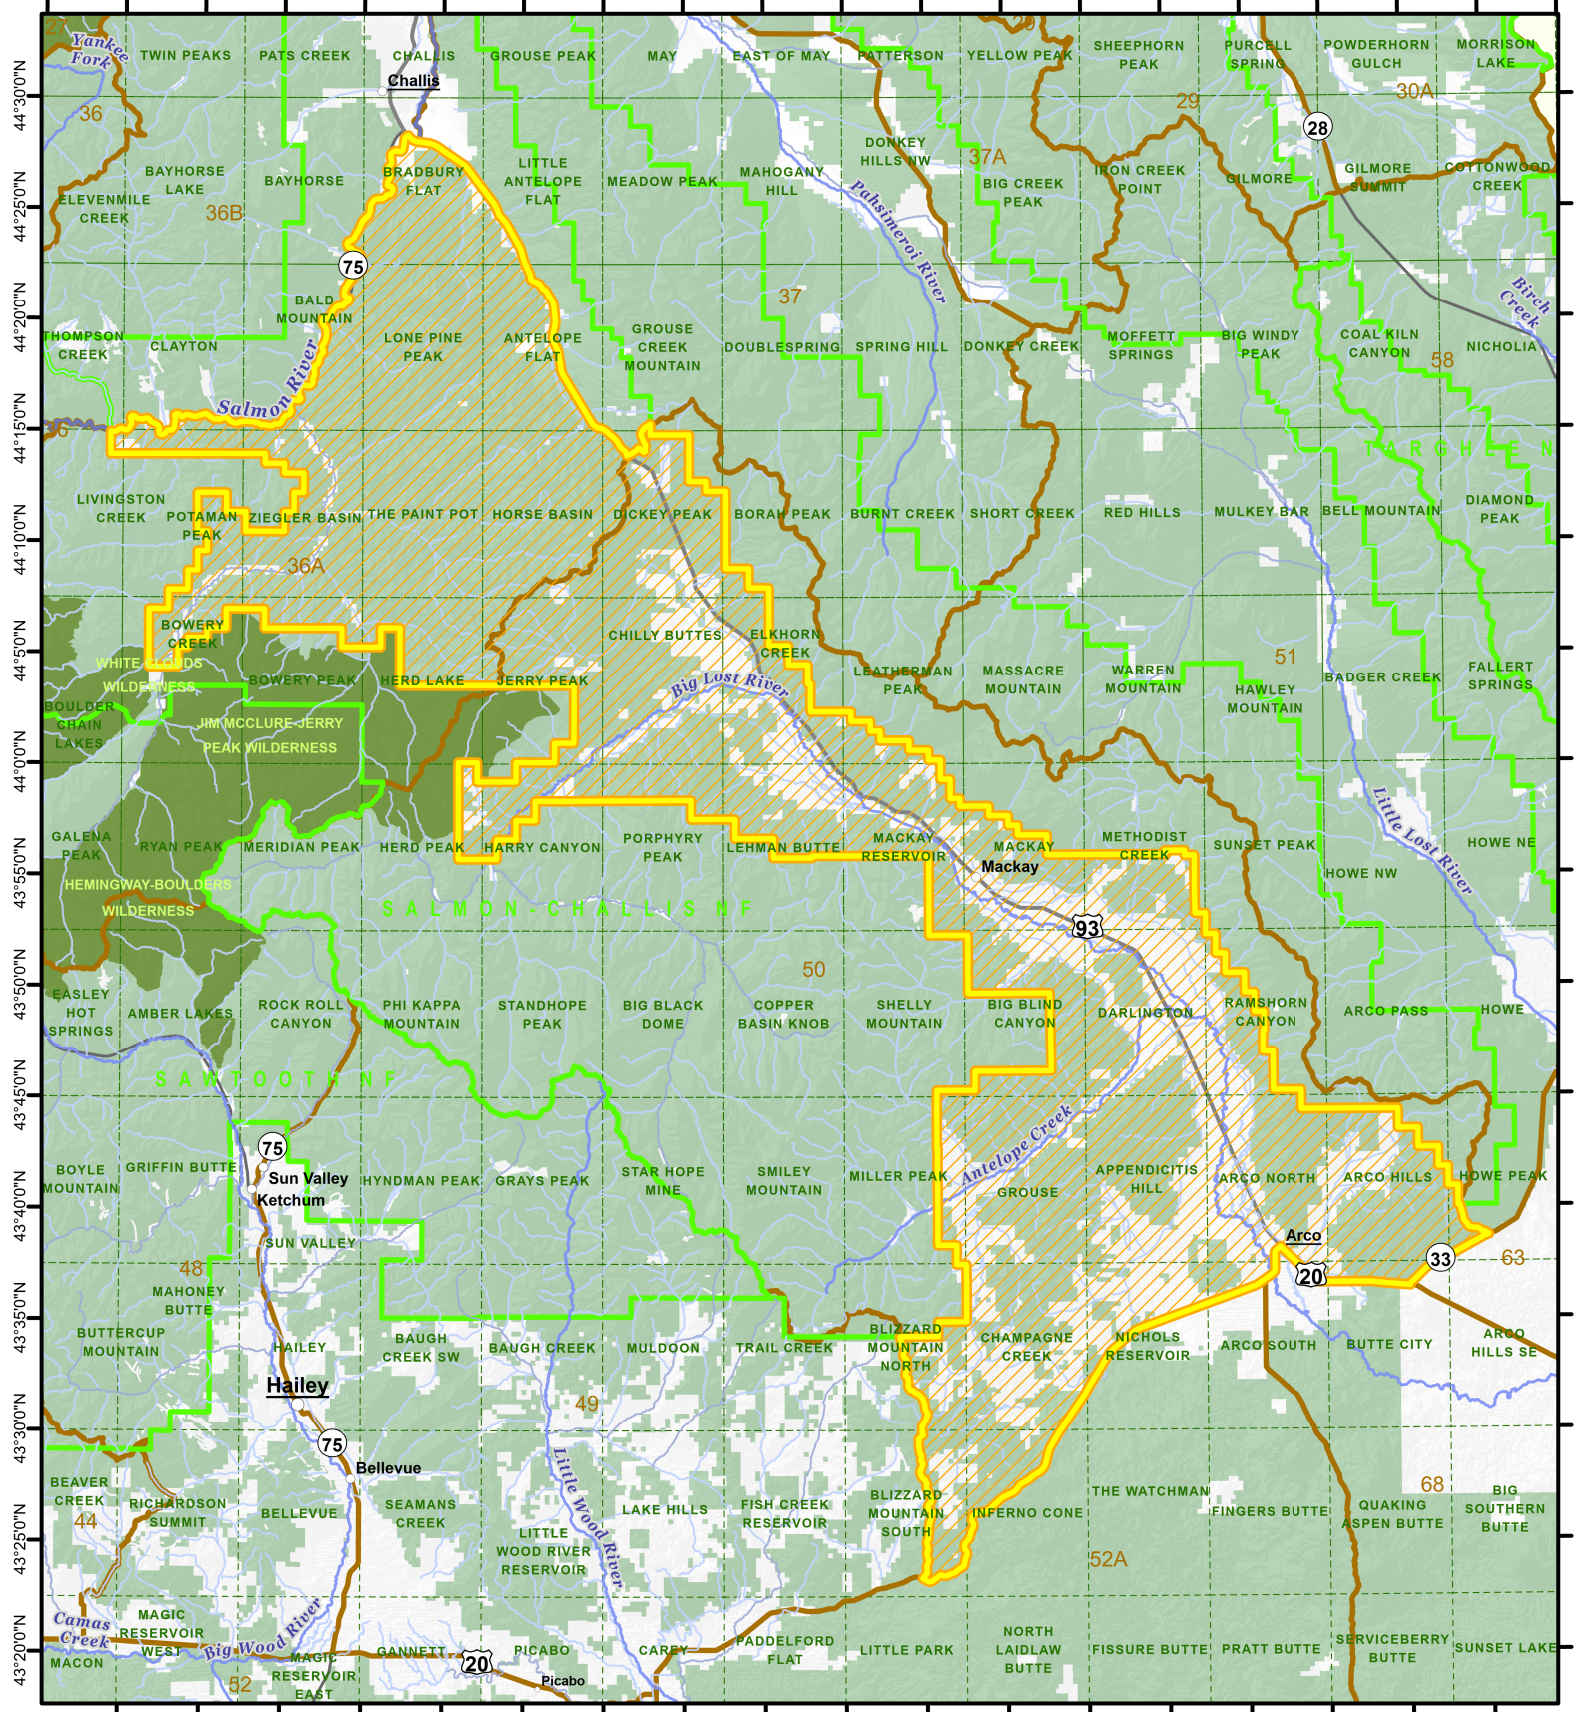 27
Yankee
Fork
TWIN PEAKS
PATS CREEK
CHALLIS
GROUSE PEAK
MAY
EAST OF MAY
PATTERSON
YELLOW PEAK
SHEEPHORN
PEAK
PURCELL
SPRING
POWDERHORN
GULCH
MORRISON
LAKE
Challis
44°30'0"N
36
29
30A
28
BAYHORSE
LAKE
BAYHORSE
BRADBURY
FLAT
LITTLE
ANTELOPE
FLAT
MEADOW PEAK
MAHOGANY
HILL
DONKEY
HILLS NW
37A
BIG CREEK
PEAK
IRON CREEK
POINT
GILMORE
GILMORE
SUMMIT
COTTONWOOD
CREEK
44°25'0"N
ELEVENMILE
CREEK
36B
Pahsimeroi River
75
44°20'0"N
BALD
MOUNTAIN
37
Birch
Creek
THOMPSON
CREEK
CLAYTON
LONE PINE
PEAK
ANTELOPE
FLAT
GROUSE
CREEK
MOUNTAIN
DOUBLESPRING
SPRING HILL
DONKEY CREEK
MOFFETT
SPRINGS
BIG WINDY
PEAK
COAL KILN
CANYON
NICHOLIA
58
Salmon River
44°15'0"N
36
TARGHEE N
44°10'0"N
LIVINGSTON
CREEK
POTAMAN
PEAK
ZIEGLER BASIN
THE PAINT POT
HORSE BASIN
DICKEY PEAK
BORAH PEAK
BURNT CREEK
SHORT CREEK
RED HILLS
MULKEY BAR
BELL MOUNTAIN
DIAMOND
PEAK
36A
44°5'0"N
BOWERY
CREEK
CHILLY BUTTES
ELKHORN
CREEK
51
WHITE CLOUDS
WILDERNESS
BOWERY PEAK
HERD LAKE
JERRY PEAK
Big Lost River
LEATHERMAN
PEAK
MASSACRE
MOUNTAIN
WARREN
MOUNTAIN
HAWLEY
MOUNTAIN
BADGER CREEK
FALLERT
SPRINGS
BOULDER
CHAIN
LAKES
JIM MCCLURE-JERRY
PEAK WILDERNESS
44°0'0"N
Little Lost River
43°55'0"N
GALENA
PEAK
RYAN PEAK
MERIDIAN PEAK
HERD PEAK
HARRY CANYON
PORPHYRY
PEAK
LEHMAN BUTTE
MACKAY
RESERVOIR
MACKAY
METHODIST
CREEK
SUNSET PEAK
HOWE NE
Mackay
HOWE NW
HEMINGWAY-BOULDERS
WILDERNESS
SALMON-CHALLIS NF
93
43°50'0"N
50
EASLEY
HOT
SPRINGS
AMBER LAKES
ROCK ROLL
CANYON
PHI KAPPA
MOUNTAIN
STANDHOPE
PEAK
BIG BLACK
DOME
COPPER
BASIN KNOB
SHELLY
MOUNTAIN
BIG BLIND
CANYON
DARLINGTON
RAMSHORN
CANYON
ARCO PASS
HOWE
43°45'0"N
SAWTOOTH NF
75
Antelope Creek
43°40'0"N
BOYLE
MOUNTAIN
GRIFFIN BUTTE
Sun Valley
Ketchum
HYNDMAN PEAK
GRAYS PEAK
STAR HOPE
MINE
SMILEY
MOUNTAIN
MILLER PEAK
GROUSE
APPENDICITIS
HILL
ARCO NORTH
ARCO HILLS
HOWE PEAK
SUN VALLEY
Arco
48
20
33
63
MAHONEY
BUTTE
43°35'0"N
BUTTERCUP
MOUNTAIN
HAILEY
BAUGH
CREEK SW
BAUGH CREEK
MULDOON
TRAIL CREEK
BLIZZARD
MOUNTAIN
NORTH
CHAMPAGNE
CREEK
NICHOLS
RESERVOIR
ARCO SOUTH
BUTTE CITY
ARCO
HILLS SE
Hailey
49
43°30'0"N
75
Bellevue
Little Wood River
68
BEAVER
CREEK
44
RICHARDSON
SUMMIT
BELLEVUE
SEAMANS
CREEK
LITTLE
WOOD RIVER
RESERVOIR
LAKE HILLS
FISH CREEK
RESERVOIR
BLIZZARD
MOUNTAIN
SOUTH
INFERNO CONE
THE WATCHMAN
FINGERS BUTTE
QUAKING
ASPEN BUTTE
BIG
SOUTHERN
BUTTE
43°25'0"N
52A
Camas
Creek
MAGIC
RESERVOIR
WEST
Big Wood River
43°20'0"N
MACON
52
MAGIC
RESERVOIR
EAST
GANNETT
20
PICABO
Picabo
CAREY
PADDELFORD
FLAT
LITTLE PARK
NORTH
LAIDLAW
BUTTE
FISSURE BUTTE
PRATT BUTTE
SERVICEBERRY
BUTTE
SUNSET LAKE